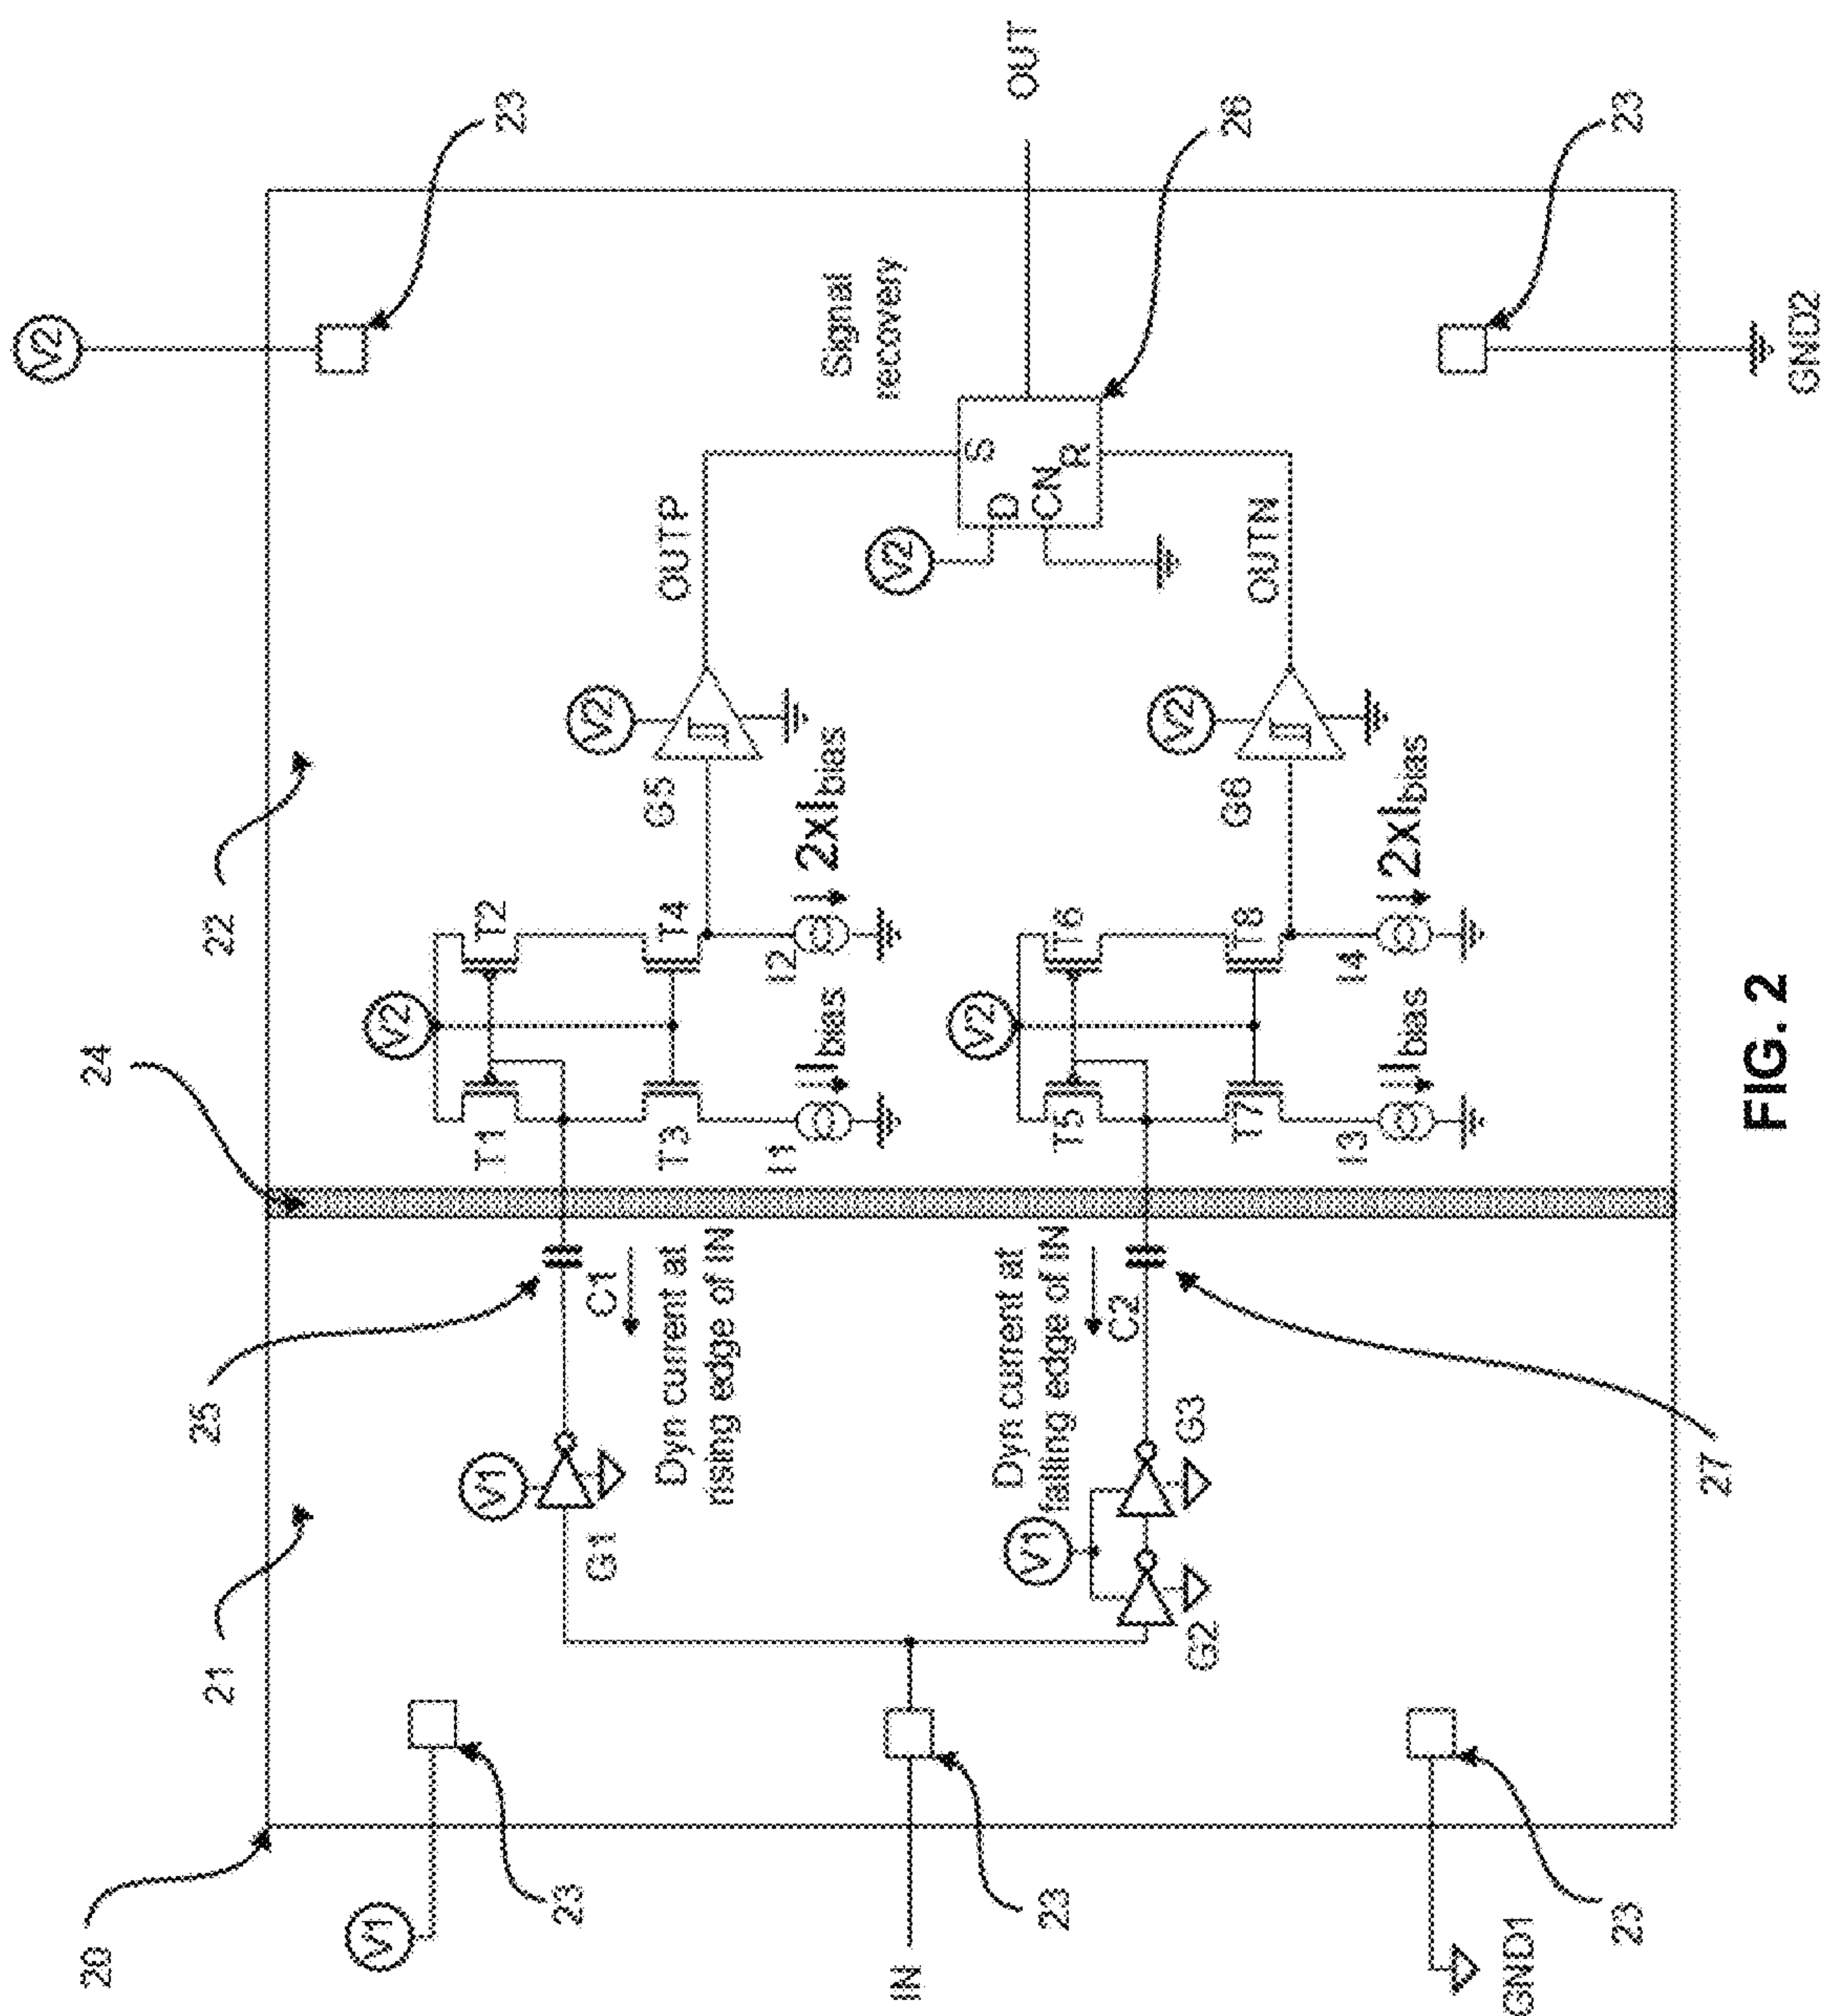 20
21
22
24
25
V1
23
V2
23
V1
G1
C1
Dyn current at
rising edge of IN
V2
T1
T2
T3
T4
I1
Ibias
I2
2xIbias
V2
G5
OUTP
Signal
recovery
V2
D
S
CN
R
OUT
26
IN
23
V1
G2
G3
C2
Dyn current at
falling edge of IN
27
V2
T5
T6
T7
T8
I3
Ibias
I4
2xIbias
V2
G6
OUTN
23
GND1
23
GND2
FIG. 2